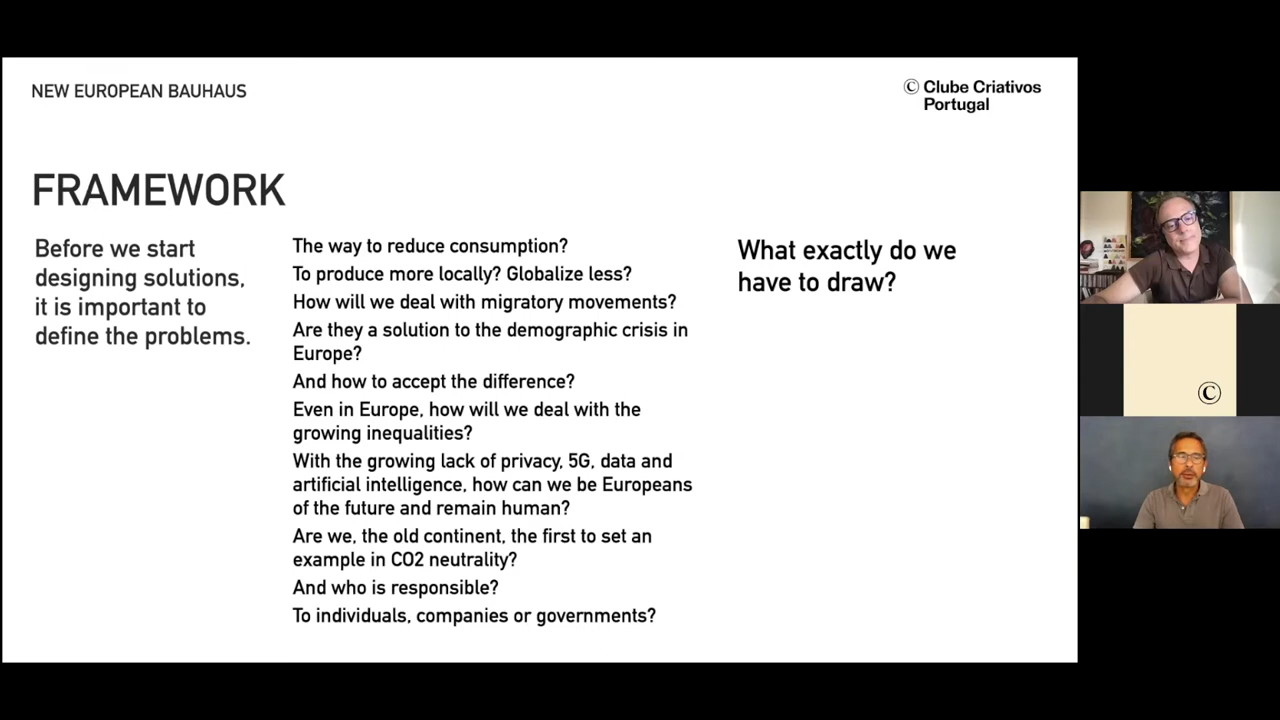 NEW EUROPEAN BAUHAUS
© Clube Criativos
Portugal
FRAMEWORK
Before we start
designing solutions,
it is important to
define the problems.
The way to reduce consumption?
To produce more locally? Globalize less?
How will we deal with migratory movements?
Are they a solution to the demographic crisis in
Europe?
And how to accept the difference?
Even in Europe, how will we deal with the
growing inequalities?
With the growing lack of privacy, 5G, data and
artificial intelligence, how can we be Europeans
of the future and remain human?
Are we, the old continent, the first to set an
example in CO2 neutrality?
And who is responsible?
To individuals, companies or governments?
What exactly do we
have to draw?
©